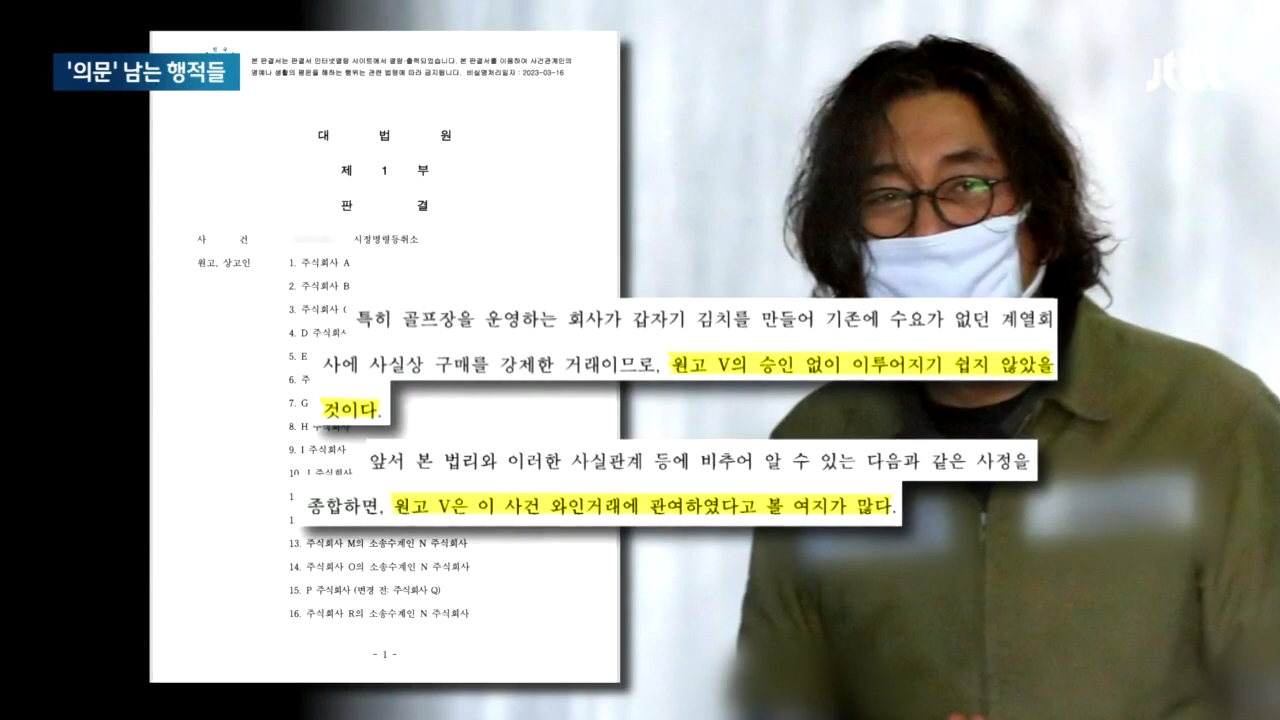 '의문' 남는 행적들
jtbc
본 판결서는 판결서 인터넷열람 사이트에서 열람·출력되었습니다. 본 판결서를 이용하여 사건관계인의
명예나 생활의 평온을 해하는 행위는 관련 법령에 따라 금지됩니다. 비실명처리일자 : 2023-03-16
대 법 원
제 1 부
판 결
사 건 시정명령등취소
원고, 상고인 1. 주식회사 A
2. 주식회사 B
3. 주식회사
4. D 주식회사
5. E
6. 주
7. G
8. H 주식회사
9. I 주식회사
10. J 주식회사
특히 골프장을 운영하는 회사가 갑자기 김치를 만들어 기존에 수요가 없던 계열회
사에 사실상 구매를 강제한 거래이므로, 원고 V의 승인 없이 이루어지기 쉽지 않았을
것이다.
앞서 본 법리와 이러한 사실관계 등에 비추어 알 수 있는 다음과 같은 사정을
종합하면, 원고 V은 이 사건 와인거래에 관여하였다고 볼 여지가 많다.
13. 주식회사 M의 소송수계인 N 주식회사
14. 주식회사 O의 소송수계인 N 주식회사
15. P 주식회사 (변경 전: 주식회사 Q)
16. 주식회사 R의 소송수계인 N 주식회사
- 1 -